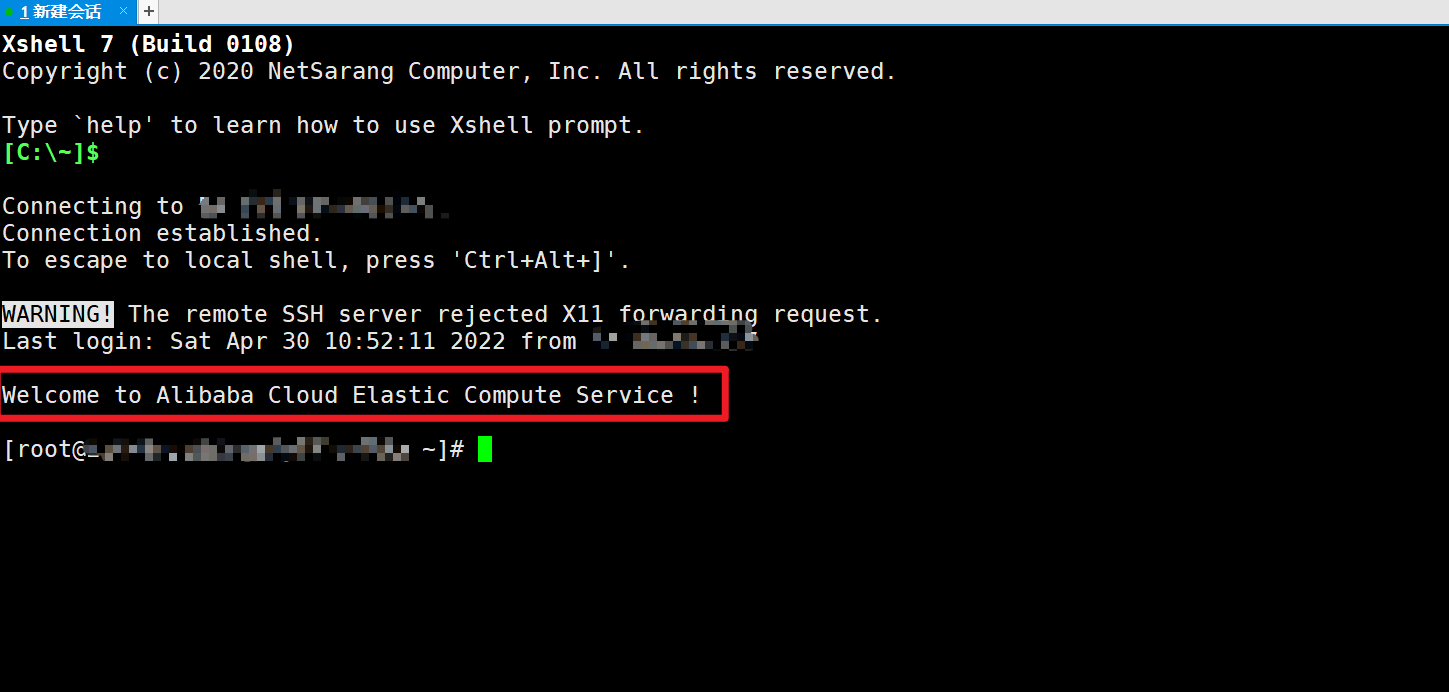 1 新建会话 × +
Xshell 7 (Build 0108)
Copyright (c) 2020 NetSarang Computer, Inc. All rights reserved.
Type `help' to learn how to use Xshell prompt.
[C:\~]$
Connecting to
Connection established.
To escape to local shell, press 'Ctrl+Alt+]'.
WARNING! The remote SSH server rejected X11 forwarding request.
Last login: Sat Apr 30 10:52:11 2022 from
Welcome to Alibaba Cloud Elastic Compute Service !
[root@ ~]#